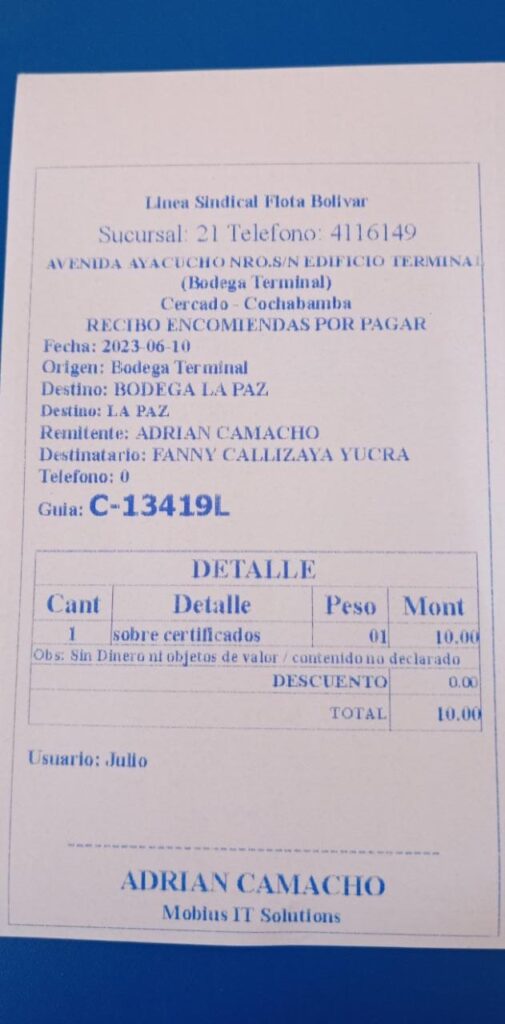 Linea Sindical Flota Bolivar
Sucursal: 21 Telefono: 4116149
AVENIDA AYACUCHO NRO.S/N EDIFICIO TERMINAL
(Bodega Terminal)
Cercado - Cochabamba
RECIBO ENCOMIENDAS POR PAGAR
Fecha: 2023-06-10
Origen: Bodega Terminal
Destino: BODEGA LA PAZ
Destino: LA PAZ
Remitente: ADRIAN CAMACHO
Destinatario: FANNY CALLIZAYA YUCRA
Telefono: 0
Guia: C-13419L
DETALLE
Cant Detalle Peso Mont
1 sobre certificados 01 10.00
Obs: Sin Dinero ni objetos de valor / contenido no declarado
DESCUENTO 0.00
TOTAL 10.00
Usuario: Julio
ADRIAN CAMACHO
Mobius IT Solutions